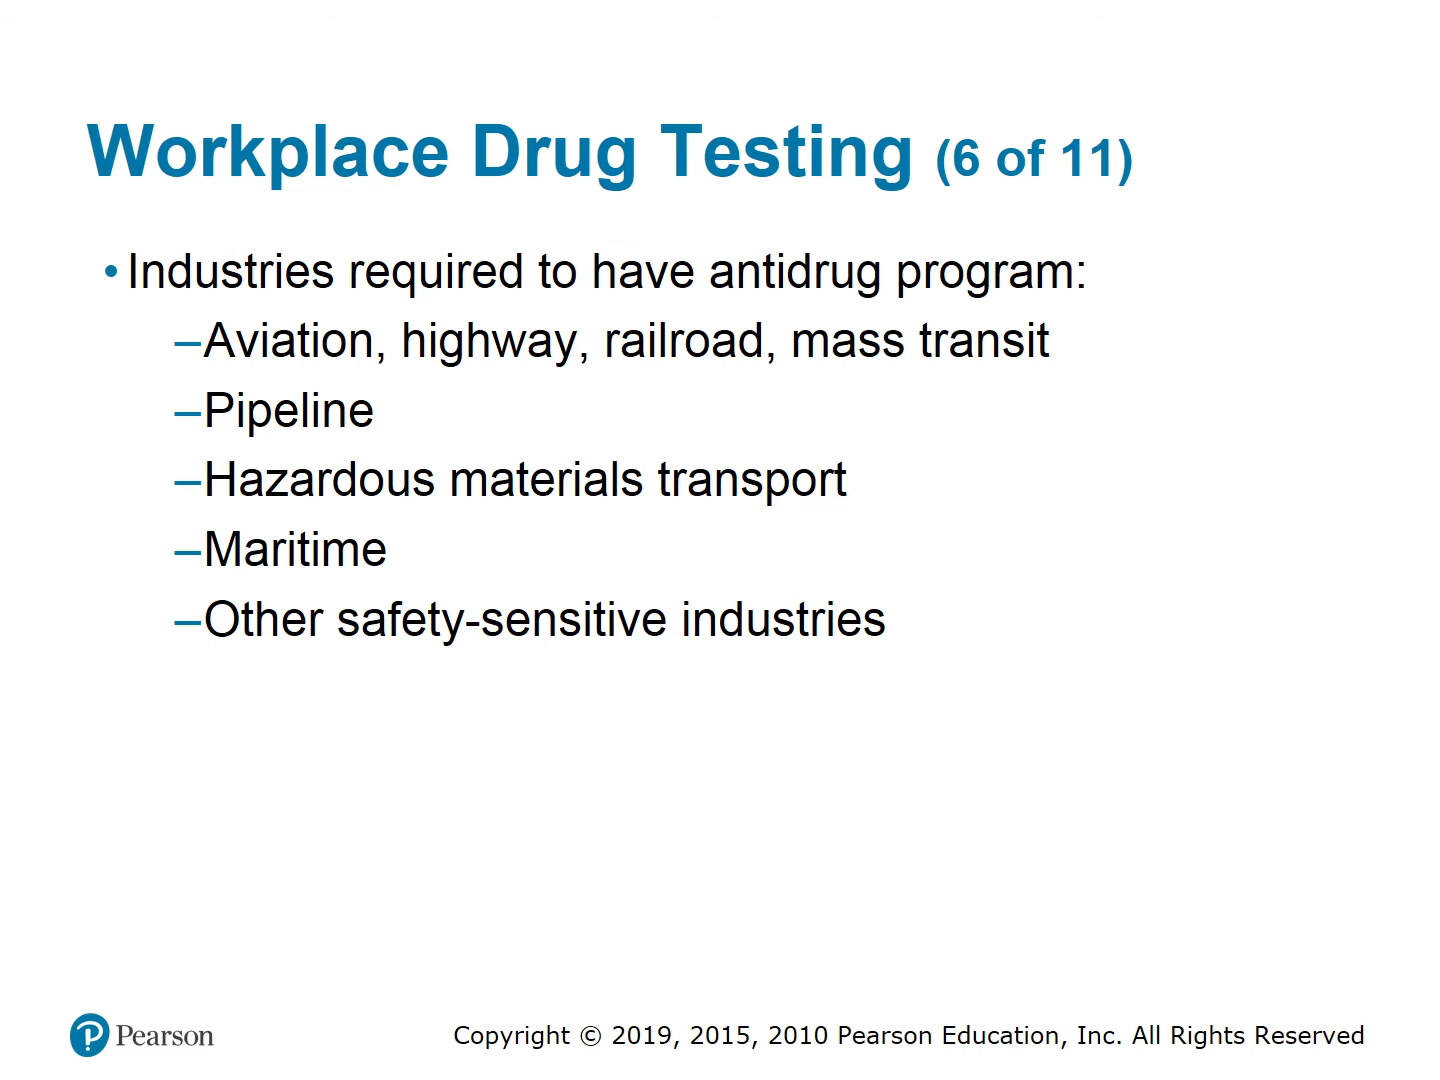 Workplace Drug Testing (6 of 11)
• Industries required to have antidrug program:
–Aviation, highway, railroad, mass transit
–Pipeline
–Hazardous materials transport
–Maritime
–Other safety-sensitive industries
P Pearson
Copyright © 2019, 2015, 2010 Pearson Education, Inc. All Rights Reserved